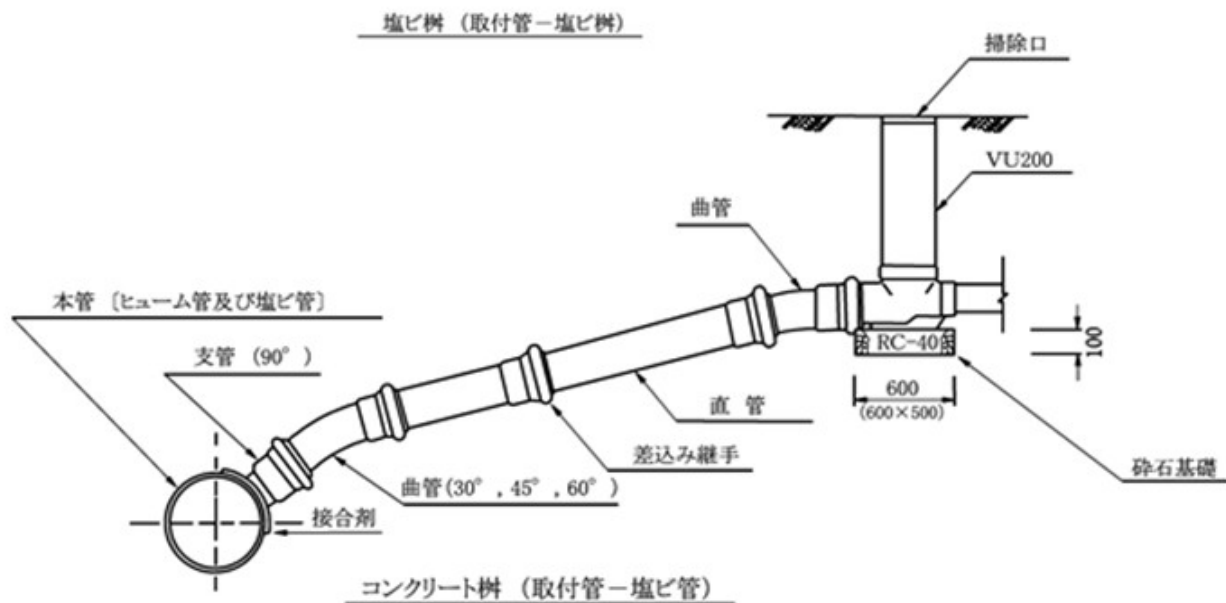 塩ビ桝 （取付管－塩ビ桝）
掃除口
VU200
曲管
本管 〔ヒューム管及び塩ビ管〕
支管 （90°）
RC-40
100
600
(600×500)
直 管
差込み継手
砕石基礎
曲管(30°，45°，60°）
接合剤
コンクリート桝 （取付管－塩ビ管）